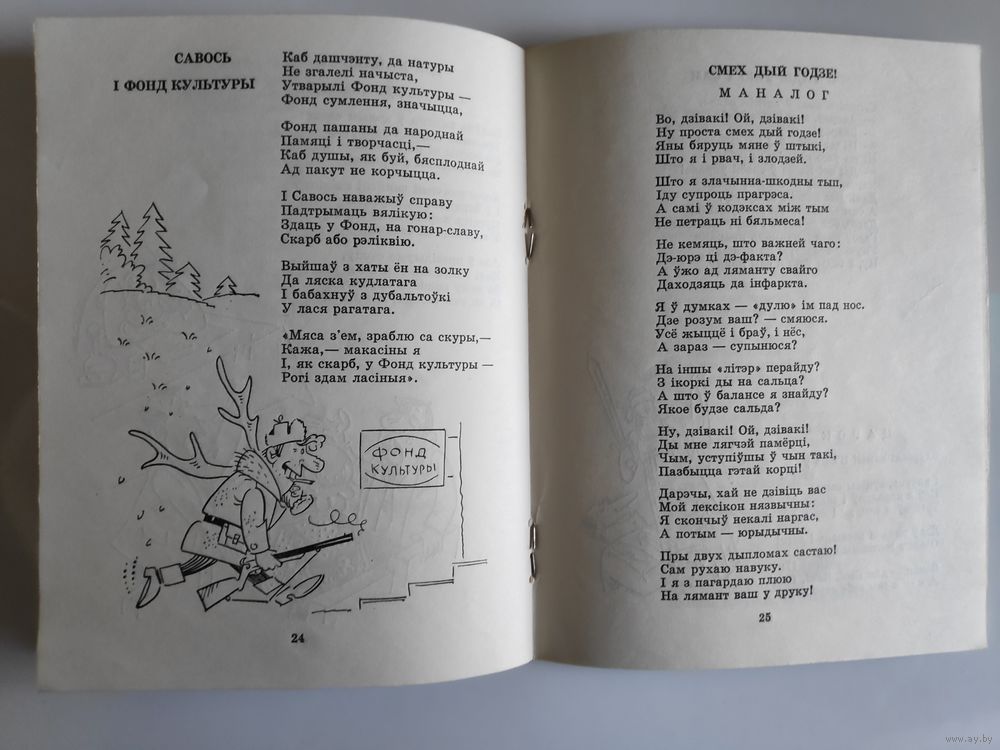 САВОСЬ
І ФОНД КУЛЬТУРЫ
Каб дашчэнту, да натуры
Не згалелі начыста,
Утварылі Фонд культуры —
Фонд сумлення, значыцца,
Фонд пашаны да народнай
Памяці і творчасці,—
Каб душы, як буй, бясплоднай
Ад пакут не корчыцца.
І Савось наважыў справу
Падтрымаць вялікую:
Здаць у Фонд, на гонар-славу,
Скарб або рэліквію.
Выйшаў з хаты ён на золку
Да ляска кудлатага
І бабахнуў з дубальтоўкі
У лася рагатага.
«Мяса з'ем, зраблю са скуры,—
Кажа,— макасіны я
І, як скарб, у Фонд культуры —
Рогі здам ласіныя».
ФОНД
КУЛЬТУРЫ
24
СМЕХ ДЫЙ ГОДЗЕ!
МАНАЛОГ
Во, дзівакі! Ой, дзівакі!
Ну проста смех дый годзе!
Яны бяруць мяне ў штыкі,
Што я і рвач, і злодзей.
Што я злачынна-шкодны тып,
Іду супроць прагрэса.
А самі ў кодэксах між тым
Не петраць ні бяльмеса!
Не кемяць, што важней чаго:
Дэ-юрэ ці дэ-факта?
А ўжо ад ляманту свайго
Даходзяць да інфаркта.
Я ў думках — «дулю» ім пад нос.
Дзе розум ваш? — смяюся.
Усё жыццё і браў, і нёс,
А зараз — супынюся?
На іншы «літэр» перайду?
З ікоркі ды на сальца?
А што ў балансе я знайду?
Якое будзе сальда?
Ну, дзівакі! Ой, дзівакі!
Ды мне лягчэй памёрці,
Чым, уступіўшы ў чын такі,
Пазбыцца гэтай корці!
Дарэчы, хай не дзівіць вас
Мой лексікон нязвычны:
Я скончыў некалі наргас,
А потым — юрыдычны.
Пры двух дыпломах састаю!
Сам рухаю навуку.
І я з пагардаю плюю
На лямант ваш у друку!
25
www.ay.by